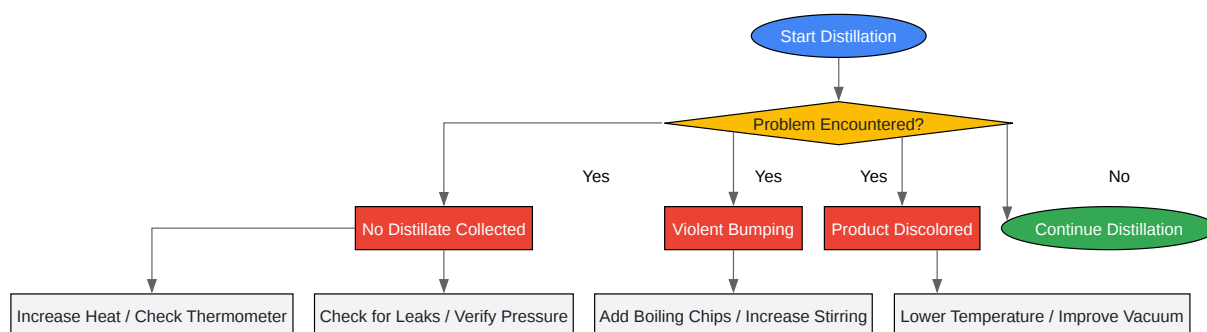 Start Distillation
Problem Encountered?
Yes
Yes
Yes
No
No Distillate Collected
Violent Bumping
Product Discolored
Continue Distillation
Increase Heat / Check Thermometer
Check for Leaks / Verify Pressure
Add Boiling Chips / Increase Stirring
Lower Temperature / Improve Vacuum